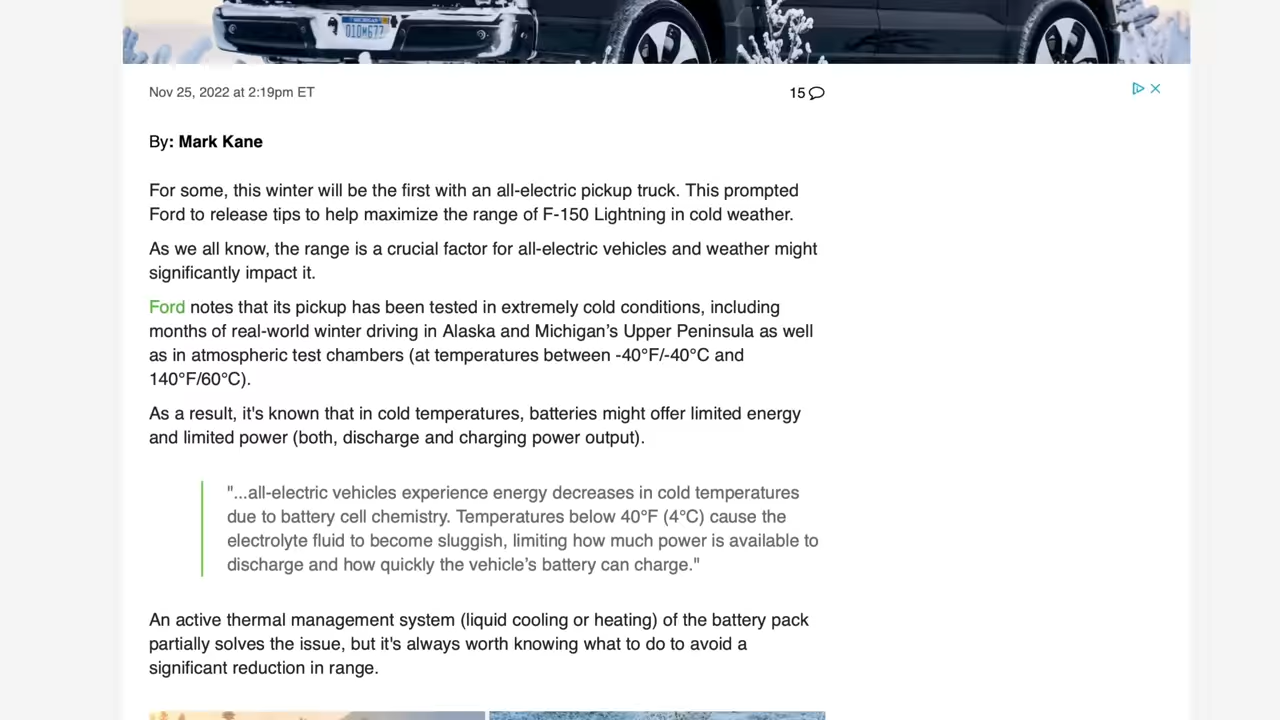 MICHIGAN
010M677
Nov 25, 2022 at 2:19pm ET
15
By: Mark Kane
For some, this winter will be the first with an all-electric pickup truck. This prompted
Ford to release tips to help maximize the range of F-150 Lightning in cold weather.
As we all know, the range is a crucial factor for all-electric vehicles and weather might
significantly impact it.
Ford notes that its pickup has been tested in extremely cold conditions, including
months of real-world winter driving in Alaska and Michigan’s Upper Peninsula as well
as in atmospheric test chambers (at temperatures between -40°F/-40°C and
140°F/60°C).
As a result, it's known that in cold temperatures, batteries might offer limited energy
and limited power (both, discharge and charging power output).
"...all-electric vehicles experience energy decreases in cold temperatures
due to battery cell chemistry. Temperatures below 40°F (4°C) cause the
electrolyte fluid to become sluggish, limiting how much power is available to
discharge and how quickly the vehicle’s battery can charge."
An active thermal management system (liquid cooling or heating) of the battery pack
partially solves the issue, but it's always worth knowing what to do to avoid a
significant reduction in range.